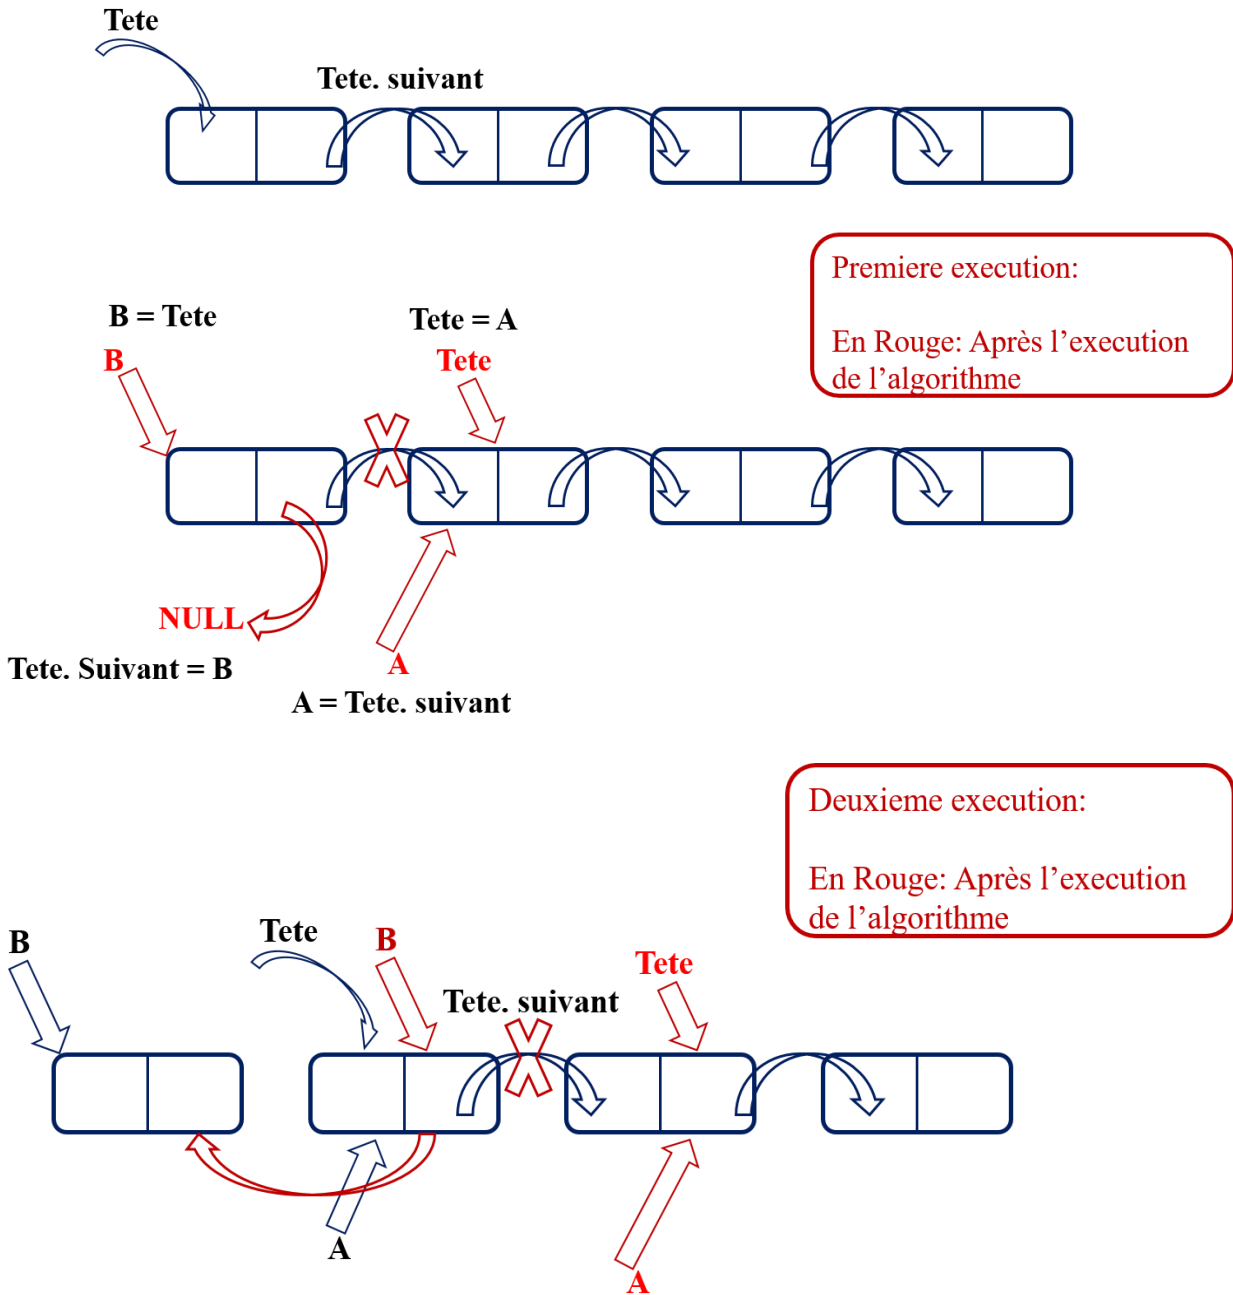 Tete
Tete. suivant
Premiere execution:
En Rouge: Après l’execution
de l’algorithme
B = Tete
Tete = A
B
Tete
NULL
A
Tete. Suivant = B
A = Tete. suivant
Deuxieme execution:
En Rouge: Après l’execution
de l’algorithme
B
Tete
B
Tete
Tete. suivant
A
A